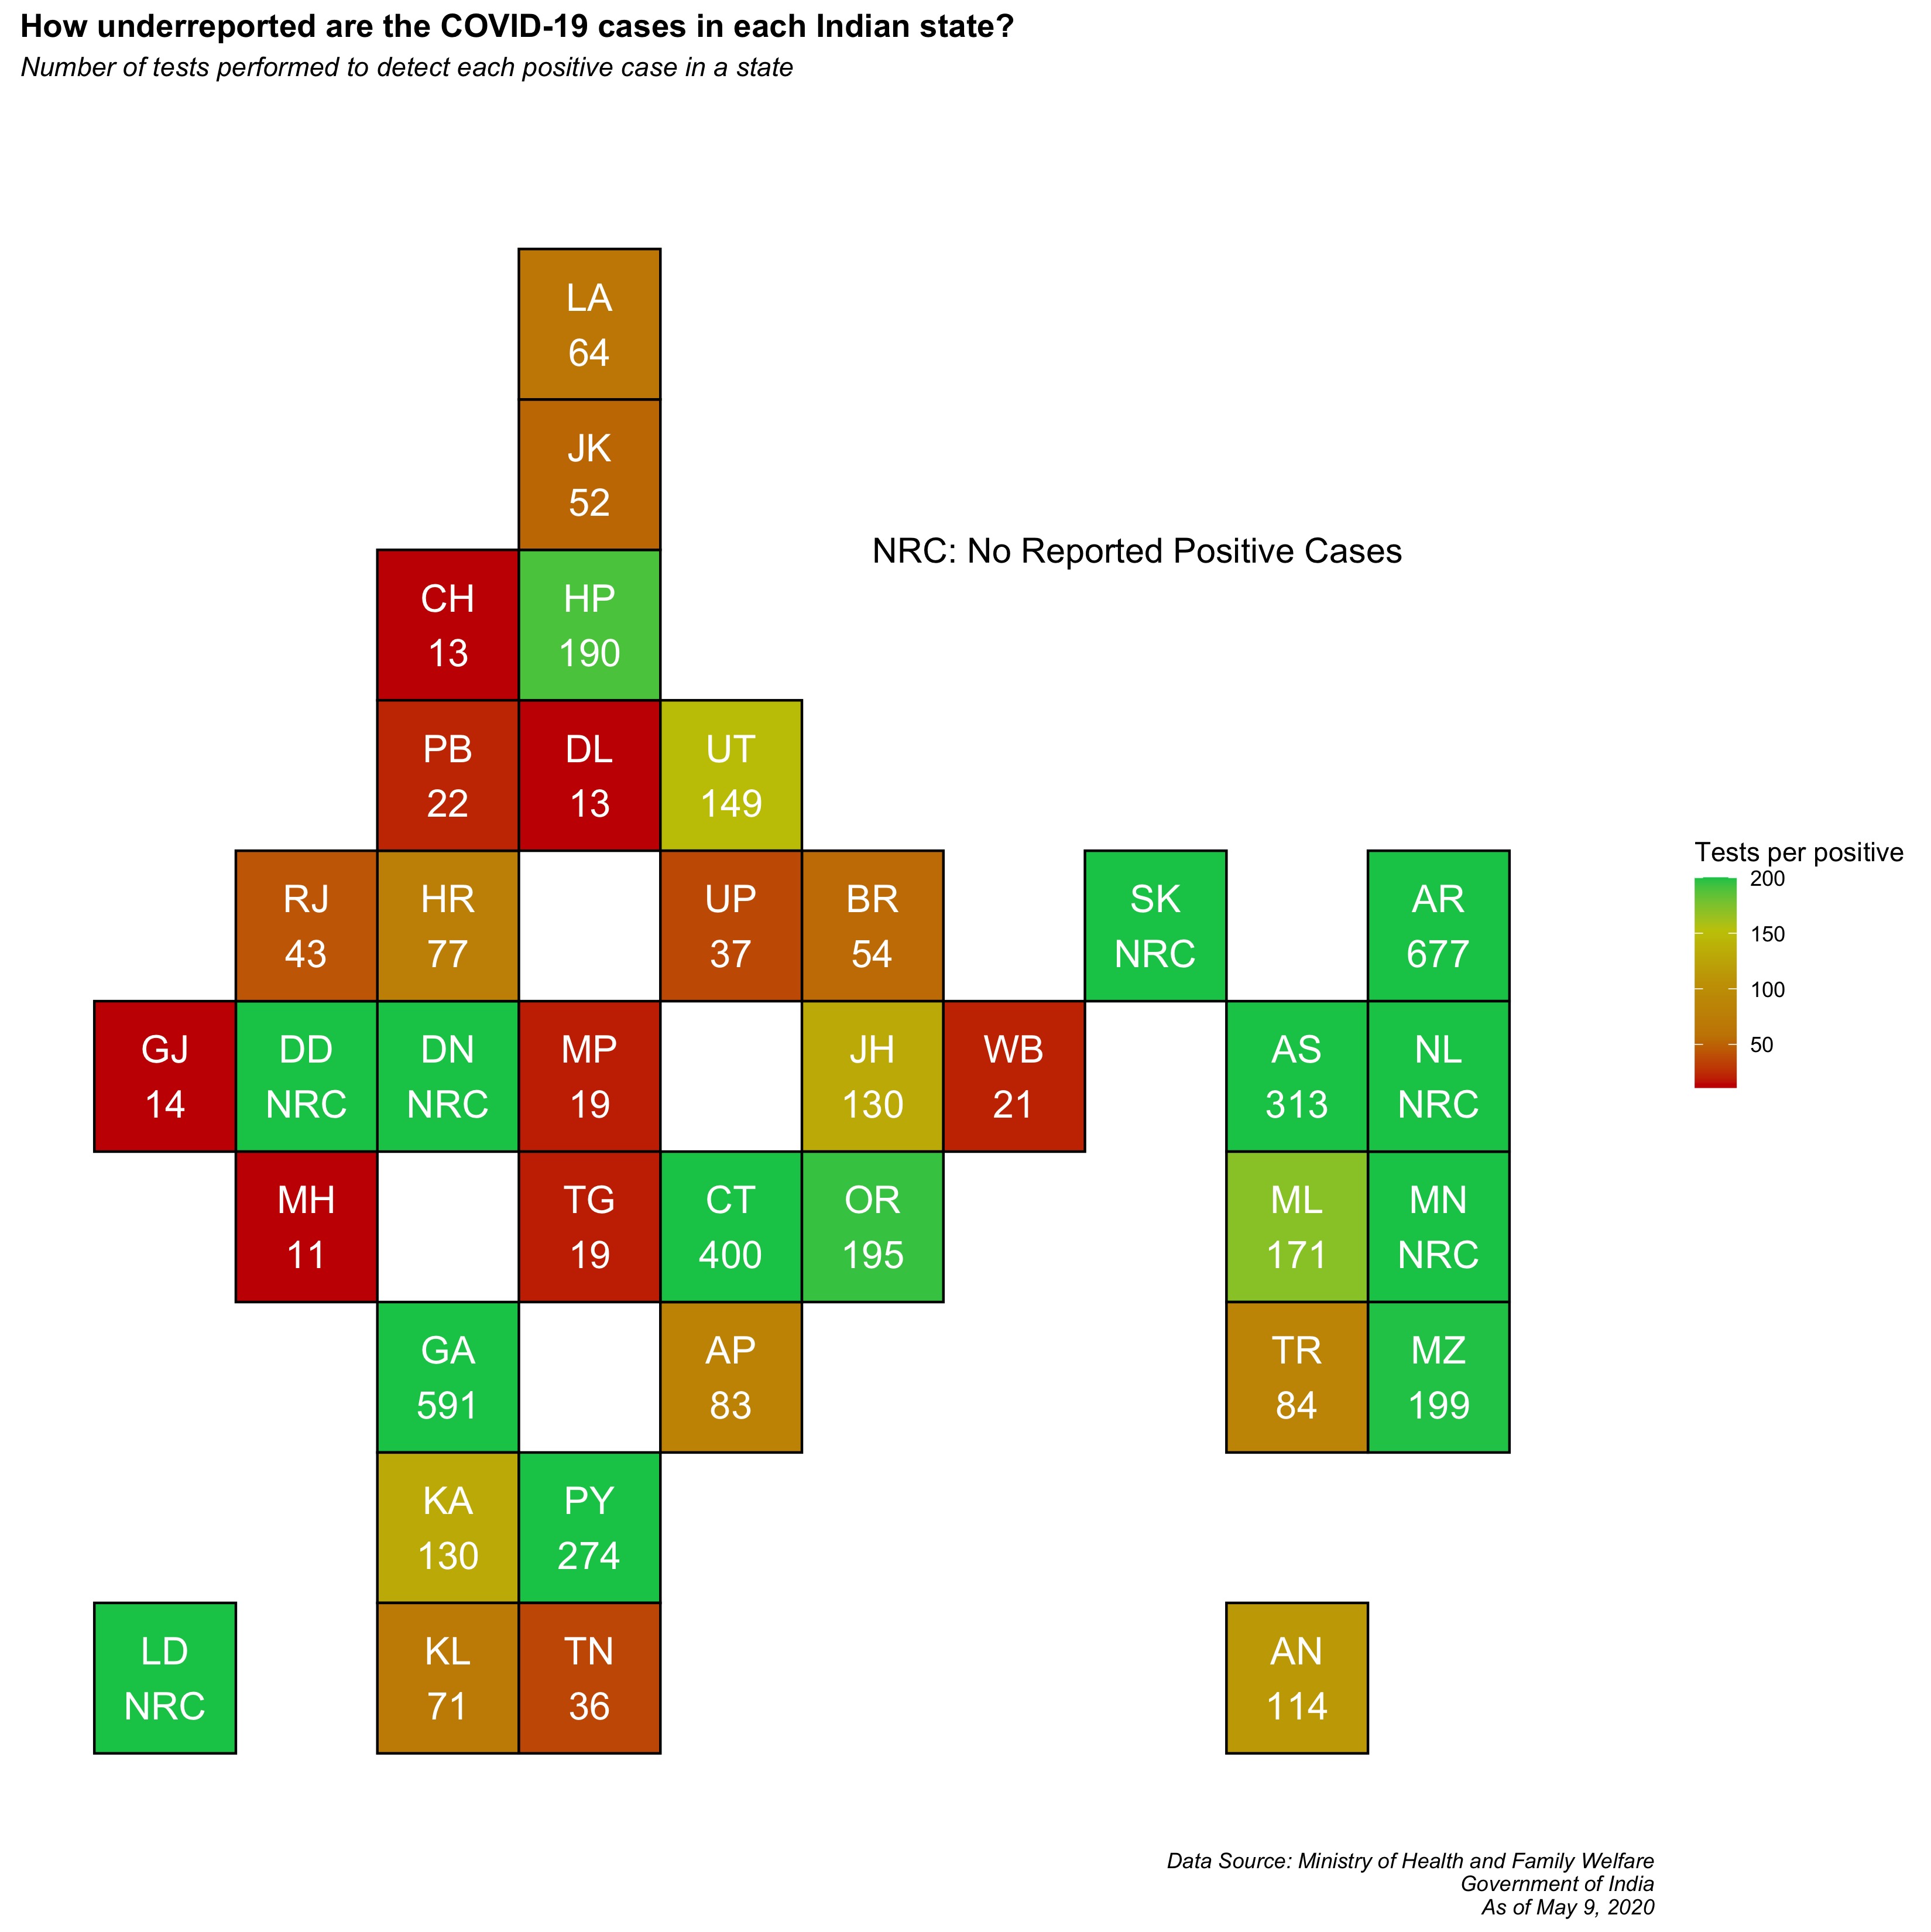 How underreported are the COVID-19 cases in each Indian state?
Number of tests performed to detect each positive case in a state
LA
64
JK
52
NRC: No Reported Positive Cases
CH
13
HP
190
PB
22
DL
13
UT
149
RJ
43
HR
77
UP
37
BR
54
SK
NRC
AR
677
Tests per positive
200
150
100
50
GJ
14
DD
NRC
DN
NRC
MP
19
JH
130
WB
21
AS
313
NL
NRC
MH
11
TG
19
CT
400
OR
195
ML
171
MN
NRC
GA
591
AP
83
TR
84
MZ
199
KA
130
PY
274
LD
NRC
KL
71
TN
36
AN
114
Data Source: Ministry of Health and Family Welfare
Government of India
As of May 9, 2020